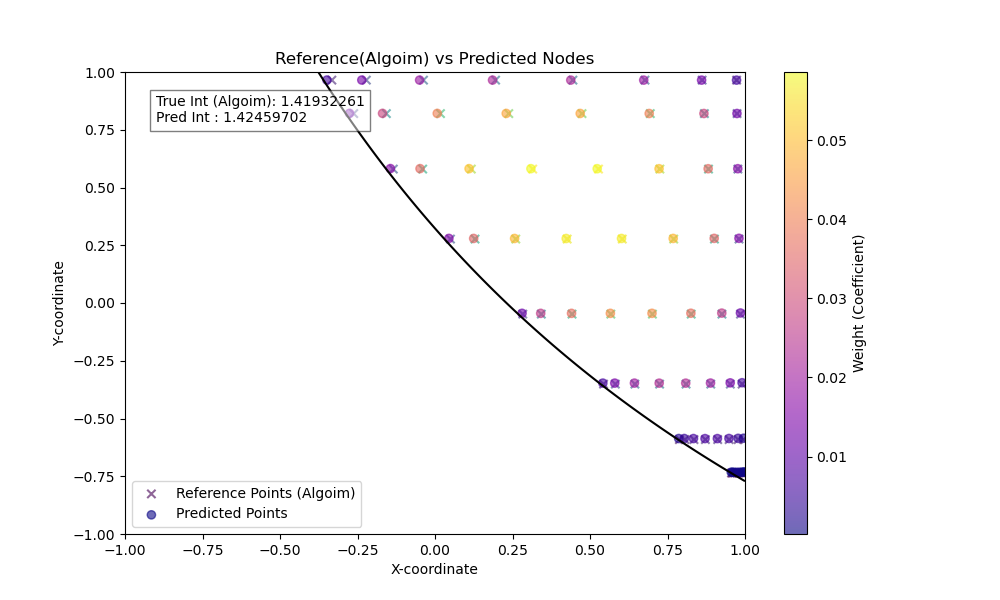 Reference(Algoim) vs Predicted Nodes
True Int (Algoim): 1.41932261
Pred Int : 1.42459702
1.00
0.75
0.50
0.25
0.00
−0.25
−0.50
−0.75
−1.00
Y-coordinate
Reference Points (Algoim)
Predicted Points
−1.00 −0.75 −0.50 −0.25 0.00 0.25 0.50 0.75 1.00
X-coordinate
0.05
0.04
0.03
0.02
0.01
Weight (Coefficient)